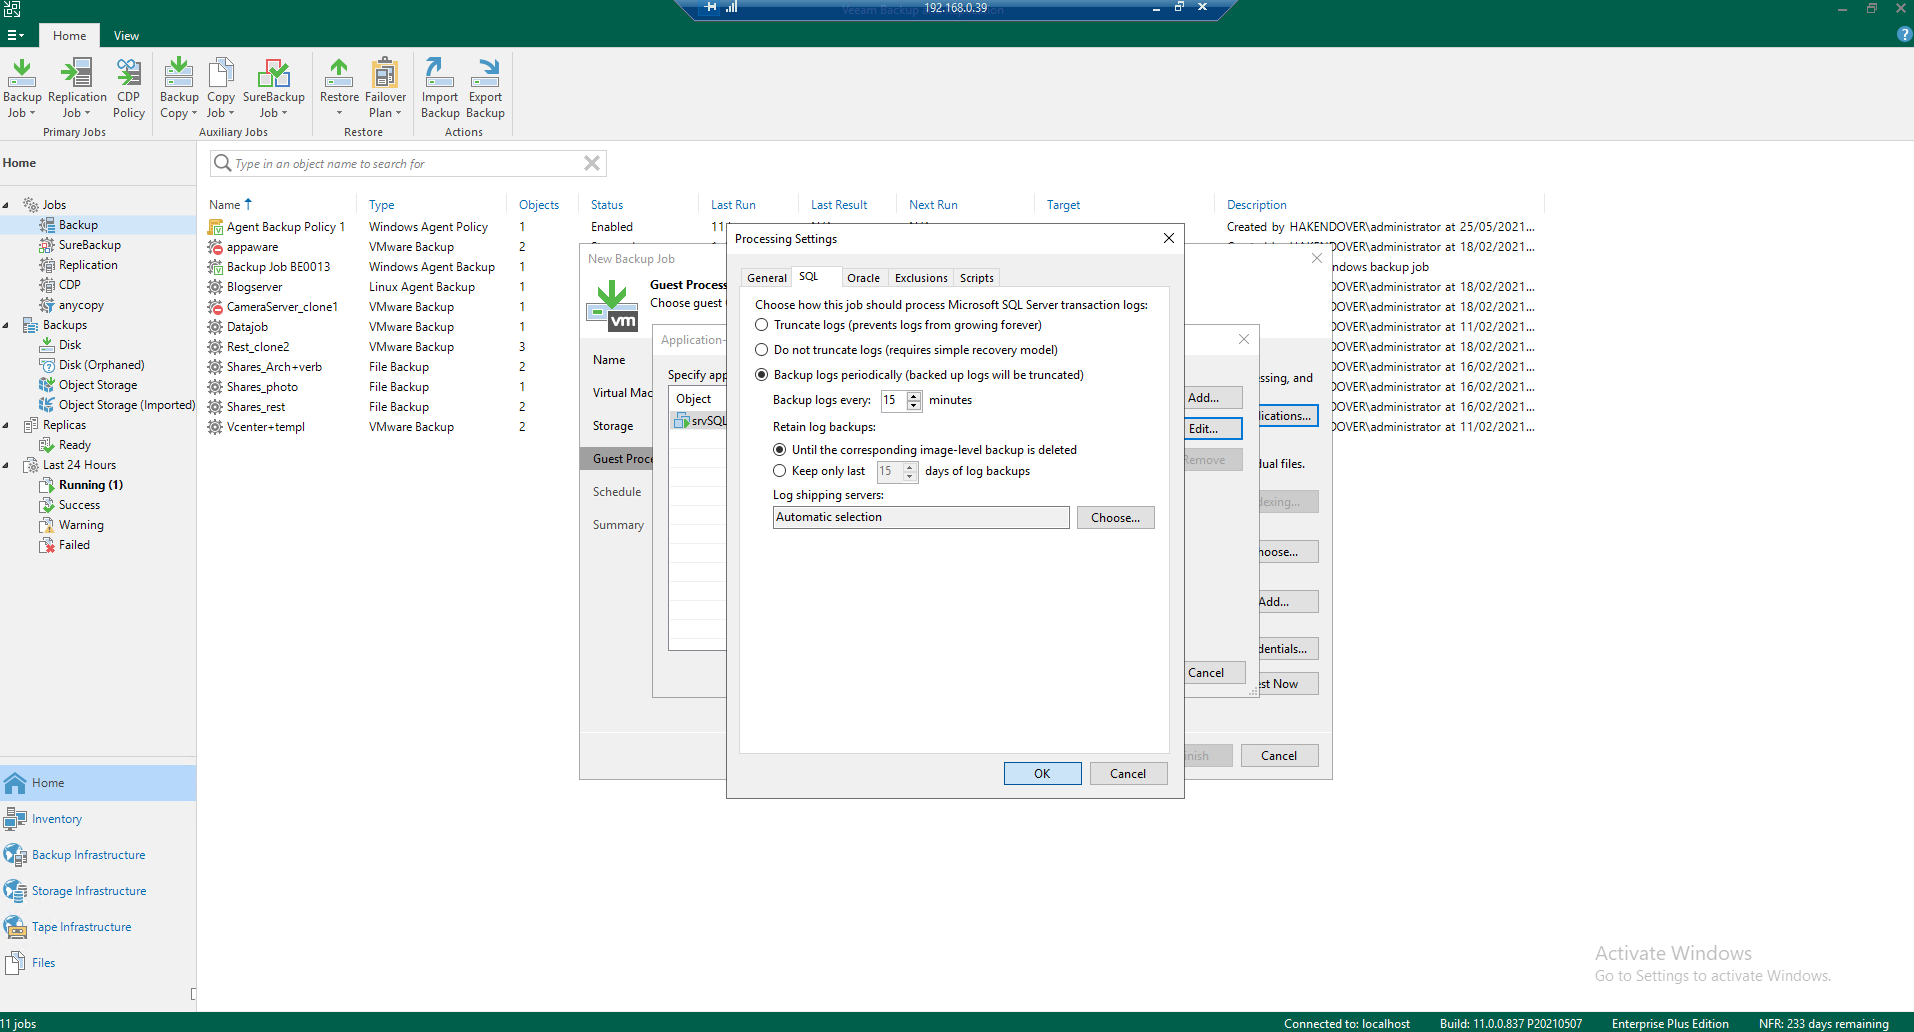 192.168.0.39
Home
View
Backup Job
Replication Job
CDP Policy
Backup Copy
Copy Job
SureBackup Job
Restore
Failover Plan
Import Backup
Export Backup
Primary Jobs
Auxiliary Jobs
Restore
Actions
Home
Type in an object name to search for
Jobs
Backup
SureBackup
Replication
CDP
anycopy
Backups
Disk
Disk (Orphaned)
Object Storage
Object Storage (Imported)
Replicas
Ready
Last 24 Hours
Running (1)
Success
Warning
Failed
Home
Inventory
Backup Infrastructure
Storage Infrastructure
Tape Infrastructure
Files
Name Type Objects Status Last Run Last Result Next Run Target Description
Agent Backup Policy 1 Windows Agent Policy 1 Enabled Created by HAKENDOVER\administrator at 25/05/2021...
appaware VMware Backup 2 Created by HAKENDOVER\administrator at 18/02/2021...
Backup Job BE0013 Windows Agent Backup 1 ndows backup job
Blogserver Linux Agent Backup 1 DOVER\administrator at 18/02/2021...
CameraServer_clone1 VMware Backup 1 DOVER\administrator at 18/02/2021...
Datajob VMware Backup 1 DOVER\administrator at 11/02/2021...
Rest_clone2 VMware Backup 3 DOVER\administrator at 18/02/2021...
Shares_Arch+verb File Backup 2 DOVER\administrator at 16/02/2021...
Shares_photo File Backup 2 DOVER\administrator at 16/02/2021...
Shares_rest File Backup 2 DOVER\administrator at 16/02/2021...
Vcenter+templ VMware Backup 2 DOVER\administrator at 11/02/2021...
New Backup Job
Guest Process
Choose guest
vm
Name
Virtual Mac
Storage
Guest Proce
Schedule
Summary
ssing, and
lications...
dual files.
dexing...
hoose...
Add...
dentials...
est Now
inish
Cancel
Application-
Specify app
Object
srvSQL
Add...
Edit...
Remove
Cancel
Processing Settings
General SQL Oracle Exclusions Scripts
Choose how this job should process Microsoft SQL Server transaction logs:
Truncate logs (prevents logs from growing forever)
Do not truncate logs (requires simple recovery model)
Backup logs periodically (backed up logs will be truncated)
Backup logs every: 15 minutes
Retain log backups:
Until the corresponding image-level backup is deleted
Keep only last 15 days of log backups
Log shipping servers:
Automatic selection Choose...
OK Cancel
Activate Windows
Go to Settings to activate Windows.
11 jobs
Connected to: localhost Build: 11.0.0.837 P20210507 Enterprise Plus Edition NFR: 233 days remaining